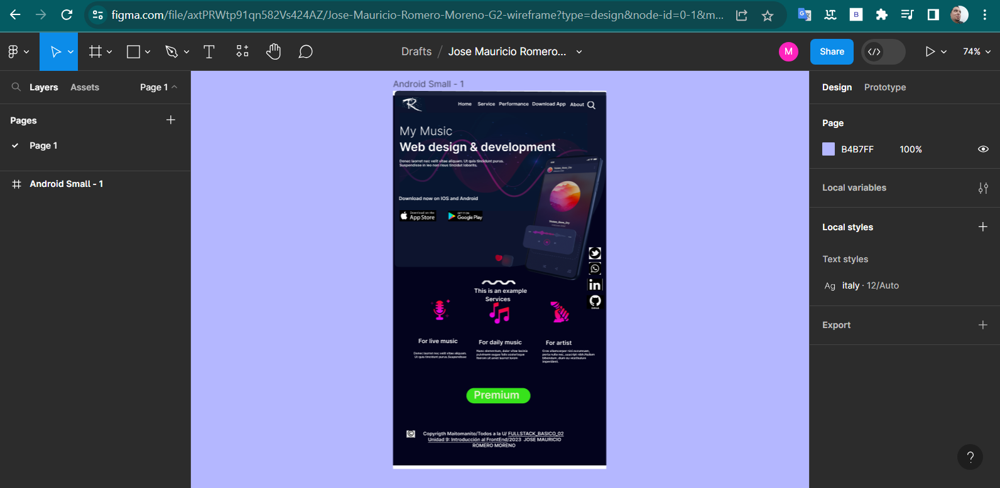 figma.com/file/axtPRWtp91qn582Vs424AZ/Jose-Mauricio-Romero-Moreno-G2-wireframe?type=design&node-id=0-1&m...
Drafts / Jose Mauricio Romero...
M
Share
74%
Layers
Assets
Page 1
Design
Prototype
Pages
Page 1
Android Small - 1
Android Small - 1
Home Service Performance Download App About
My Music
Web design & development
Donec laoreet nec velit vitae aliquam. Ut quis tincidunt purus.
Suspendisse in leo non risus tincidut lobortis.
Download now on IOS and Android
Download on the
App Store
GET IT ON
Google Play
in
This is an example
Services
For live music
For daily music
For artist
Donec laoreet nec velit vitae aliquam.
Ut quis tincidunt purus.Suspendisse
Premium
© Copyrigth Maitomanito/Todos a la U/ FULLSTACK_BASICO_02
Unidad 9: Introducción al FrontEnd/2023 JOSE MAURICIO
ROMERO MORENO
Page
B4B7FF
100%
Local variables
Local styles
Text styles
Ag italy · 12/Auto
Export
?